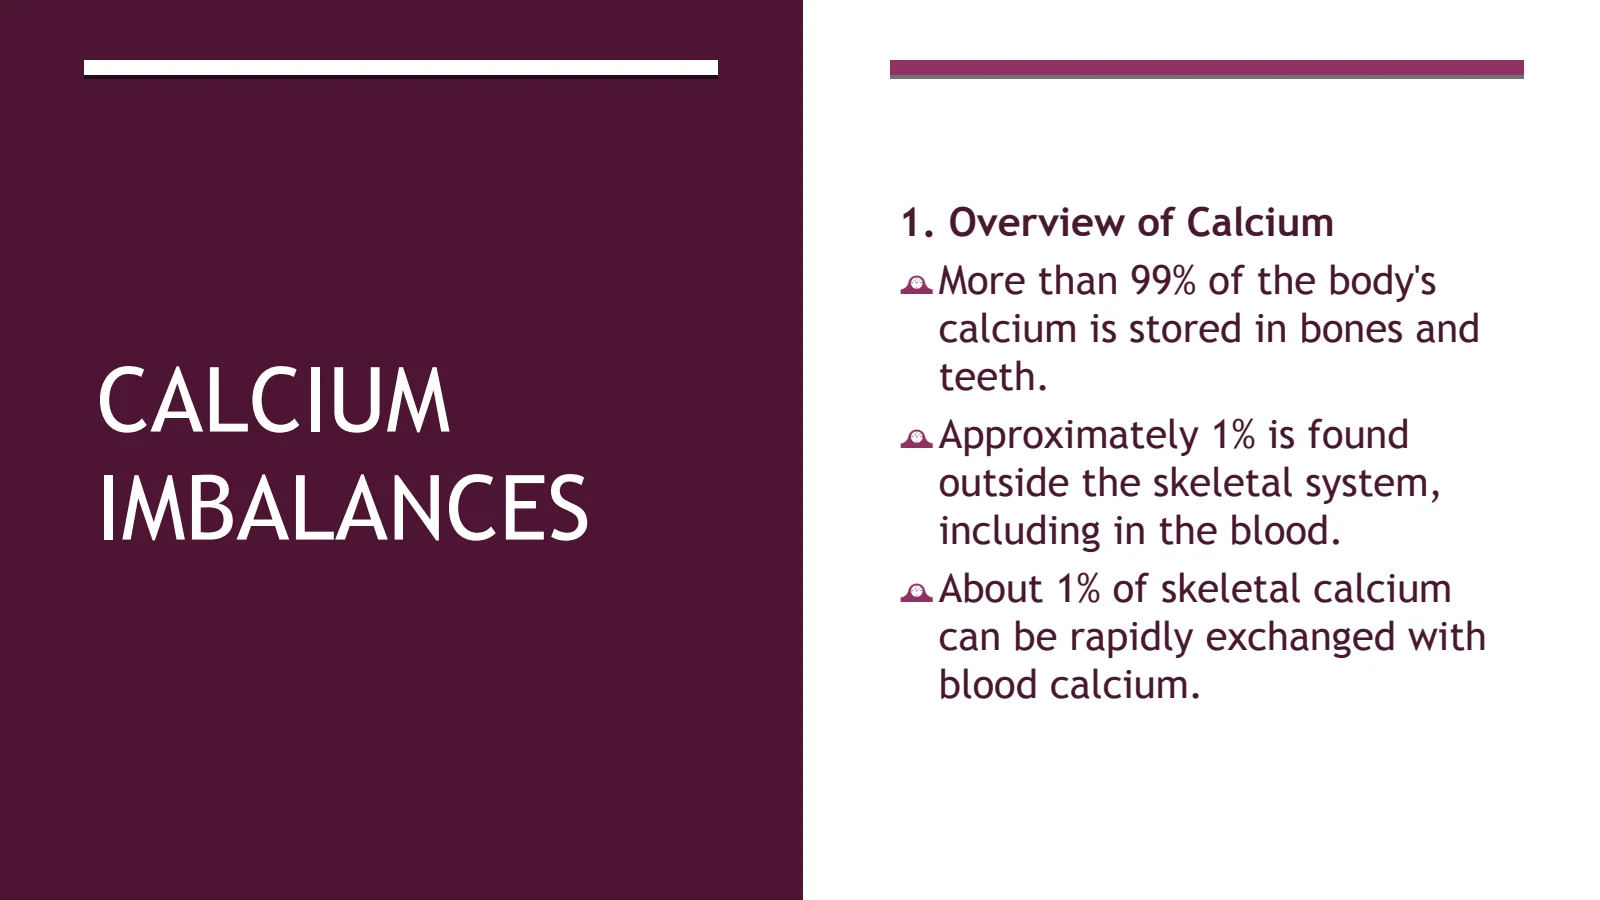 CALCIUM
IMBALANCES
1. Overview of Calcium
More than 99% of the body's
calcium is stored in bones and
teeth.
Approximately 1% is found
outside the skeletal system,
including in the blood.
About 1% of skeletal calcium
can be rapidly exchanged with
blood calcium.